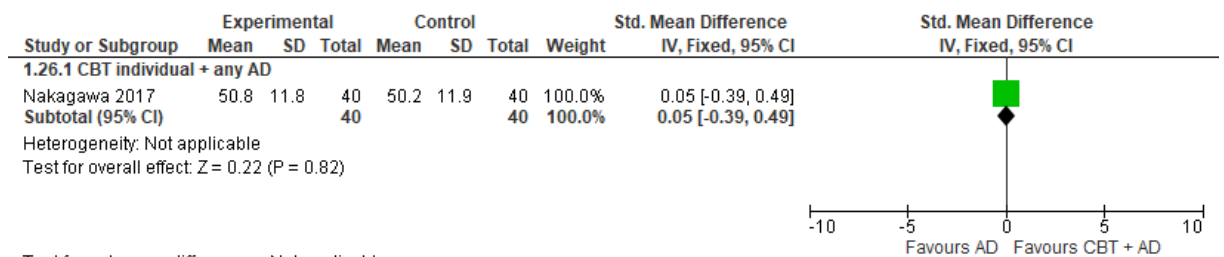 Experimental Control Std. Mean Difference Std. Mean Difference
Study or Subgroup Mean SD Total Mean SD Total Weight IV, Fixed, 95% CI IV, Fixed, 95% CI
1.26.1 CBT individual + any AD
Nakagawa 2017 50.8 11.8 40 50.2 11.9 40 100.0% 0.05 [-0.39, 0.49]
Subtotal (95% CI) 40 40 100.0% 0.05 [-0.39, 0.49]
Heterogeneity: Not applicable
Test for overall effect: Z = 0.22 (P = 0.82)
-10 -5 0 5 10
Favours AD Favours CBT + AD